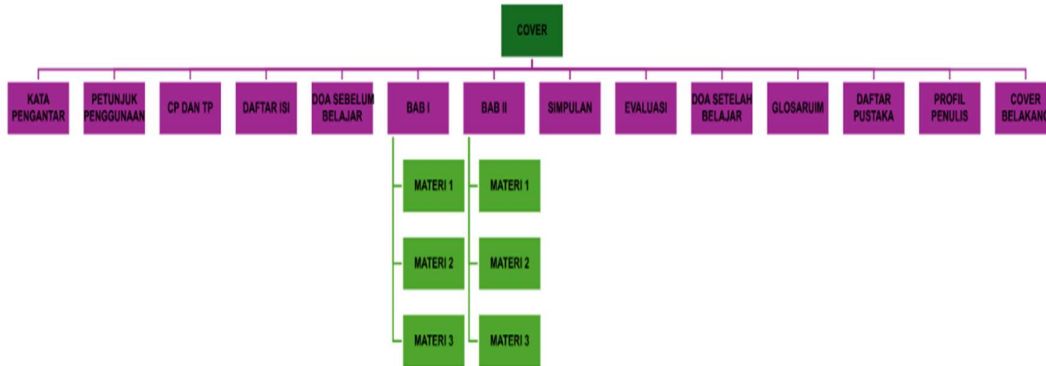 COVER
KATA
PENGANTAR
PETUNJUK
PENGGUNAAN
CP DAN TP
DAFTAR ISI
DOA SEBELUM
BELAJAR
BAB I
BAB II
SIMPULAN
EVALUASI
DOA SETELAH
BELAJAR
GLOSARUIM
DAFTAR
PUSTAKA
PROFIL
PENULIS
COVER
BELAKANG
MATERI 1
MATERI 2
MATERI 3
MATERI 1
MATERI 2
MATERI 3